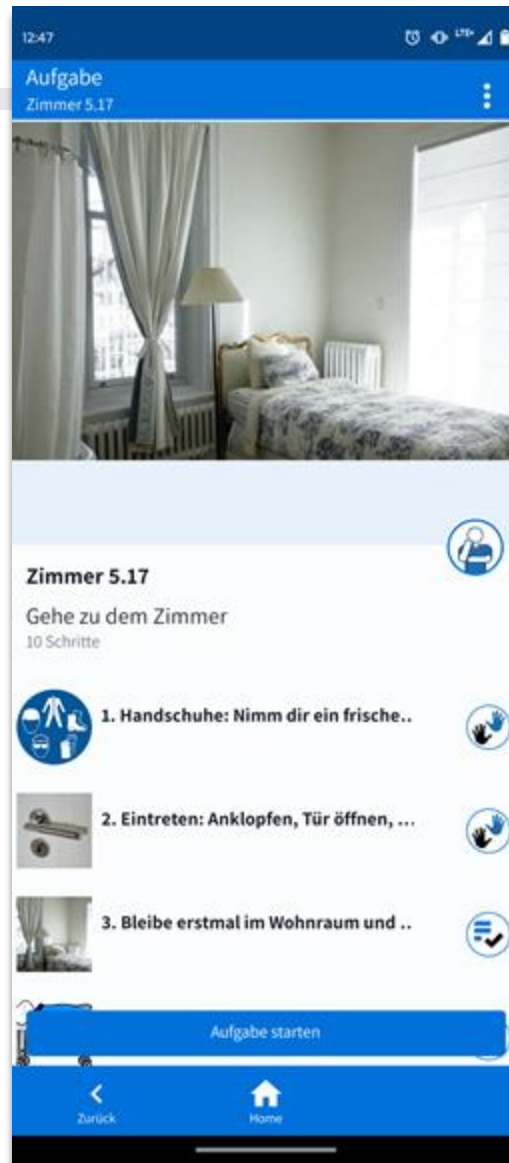 12:47
LTE+
Aufgabe
Zimmer 5.17
Zimmer 5.17
Gehe zu dem Zimmer
10 Schritte
1. Handschuhe: Nimm dir ein frische..
2. Eintreten: Anklopfen, Tür öffnen, ...
3. Bleibe erstmal im Wohnraum und ..
Aufgabe starten
Zurück
Home